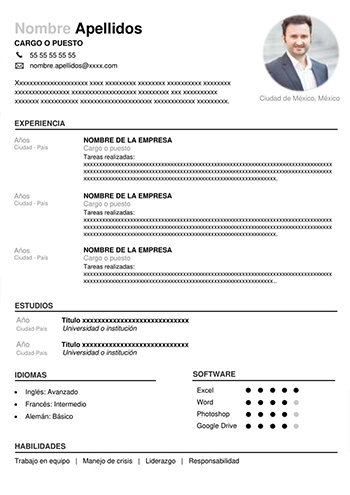 Nombre Apellidos
CARGO O PUESTO
55 55 55 55 55
nombre.apellidos@xxxx.com
Ciudad de México, México
EXPERIENCIA
Años
Ciudad - País
NOMBRE DE LA EMPRESA
Cargo o puesto
Tareas realizadas:
Años
Ciudad - País
NOMBRE DE LA EMPRESA
Cargo o puesto
Tareas realizadas:
Años
Ciudad - País
NOMBRE DE LA EMPRESA
Cargo o puesto
Tareas realizadas:
ESTUDIOS
Año
Ciudad-País
Titulo
Universidad o institución
Año
Ciudad-País
Titulo
Universidad o institución
IDIOMAS
• Inglés: Avanzado
• Francés: Intermedio
• Alemán: Básico
SOFTWARE
Excel
Word
Photoshop
Google Drive
HABILIDADES
Trabajo en equipo | Manejo de crisis | Liderazgo | Responsabilidad